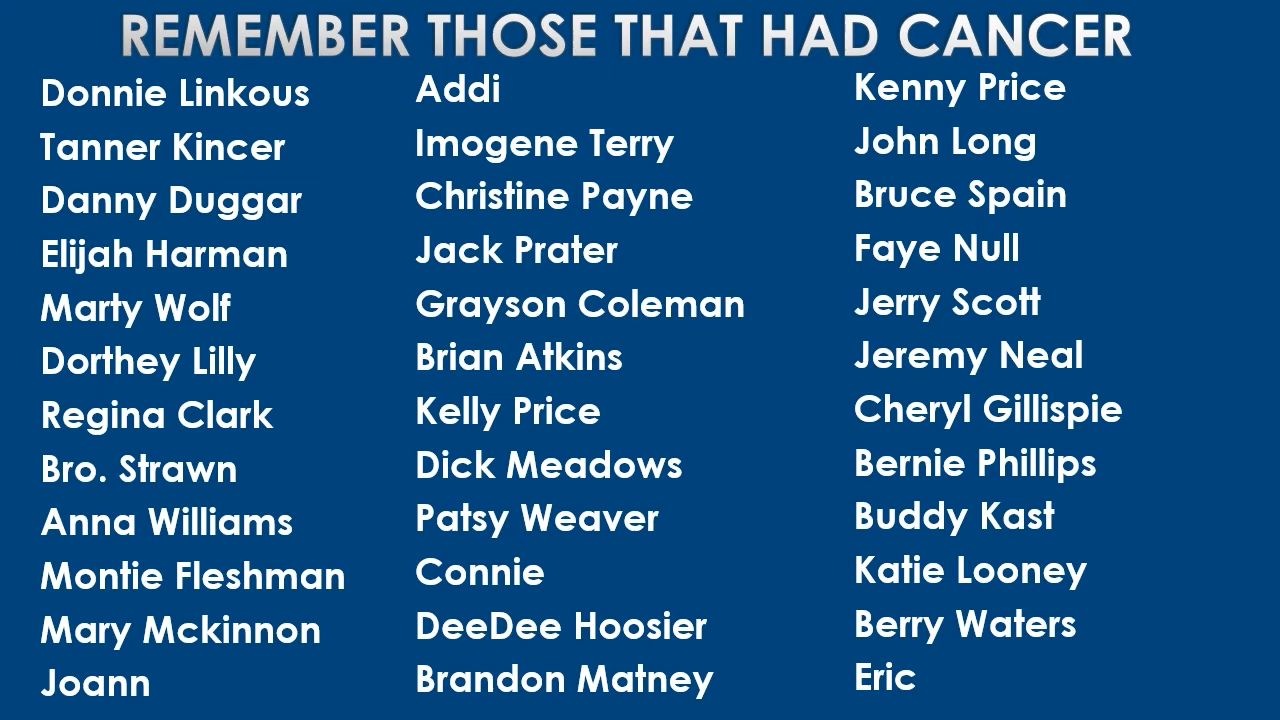 REMEMBER THOSE THAT HAD CANCER
Donnie Linkous
Tanner Kincer
Danny Duggar
Elijah Harman
Marty Wolf
Dorthey Lilly
Regina Clark
Bro. Strawn
Anna Williams
Montie Fleshman
Mary Mckinnon
Joann
Addi
Imogene Terry
Christine Payne
Jack Prater
Grayson Coleman
Brian Atkins
Kelly Price
Dick Meadows
Patsy Weaver
Connie
DeeDee Hoosier
Brandon Matney
Kenny Price
John Long
Bruce Spain
Faye Null
Jerry Scott
Jeremy Neal
Cheryl Gillispie
Bernie Phillips
Buddy Kast
Katie Looney
Berry Waters
Eric